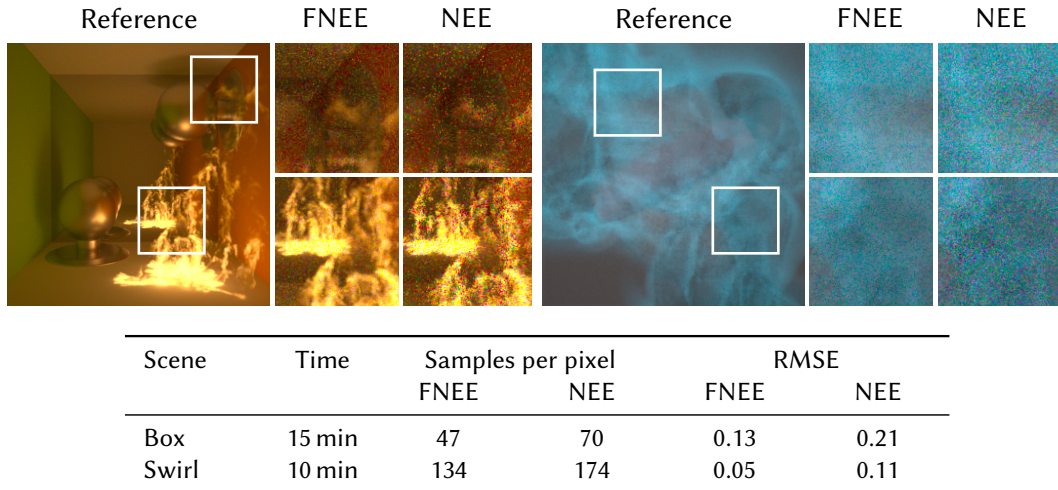 Reference FNEE NEE Reference FNEE NEE
Scene Time Samples per pixel RMSE
FNEE NEE FNEE NEE
Box 15 min 47 70 0.13 0.21
Swirl 10 min 134 174 0.05 0.11